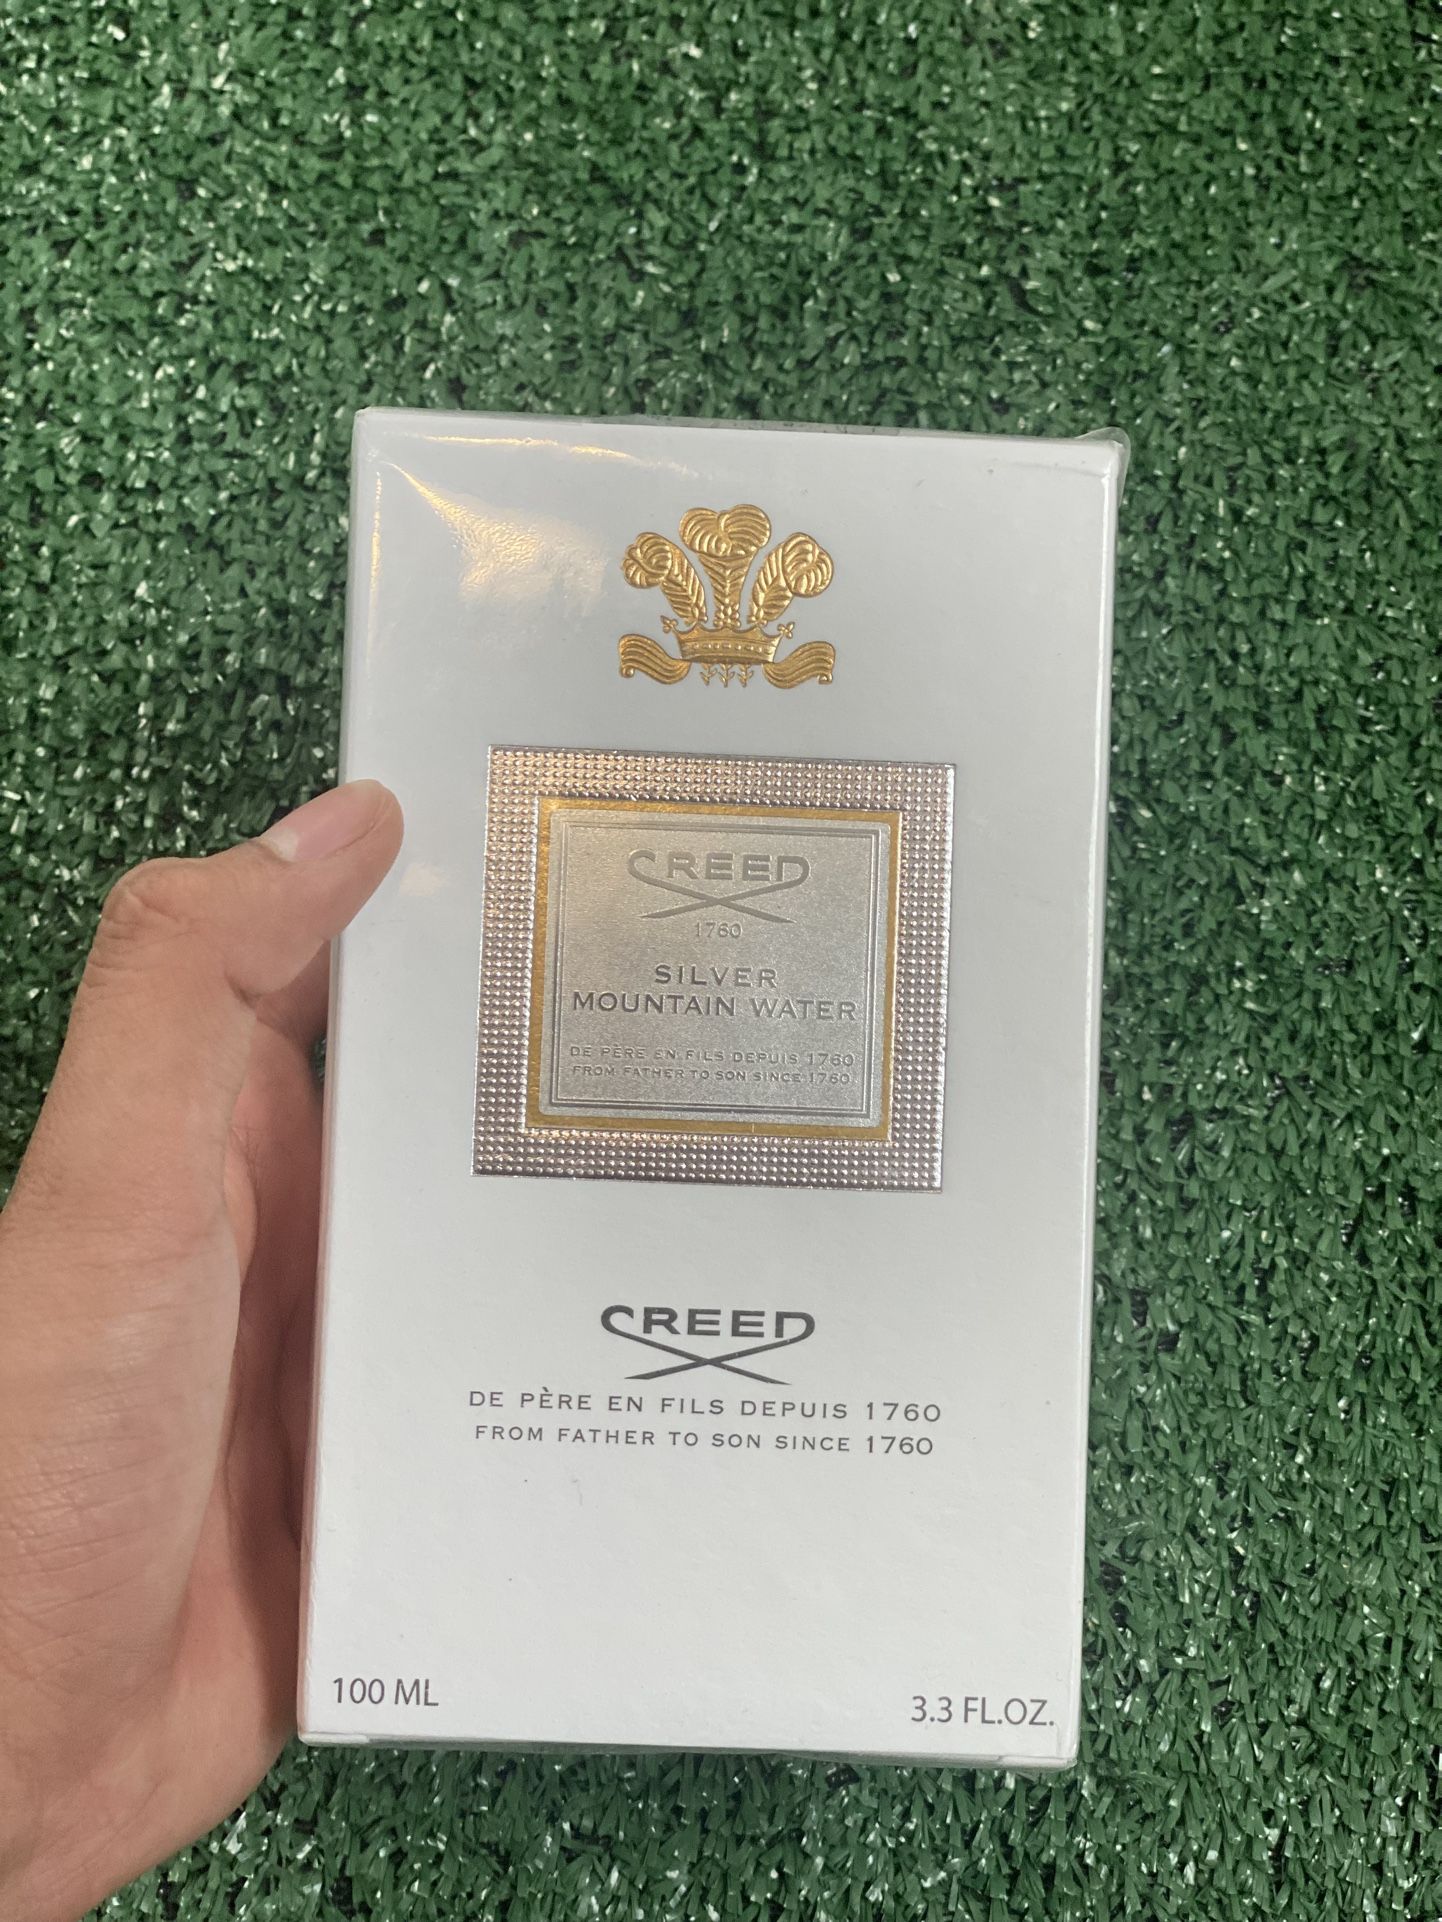 CREED
1760
SILVER
MOUNTAIN WATER
DE PÈRE EN FILS DEPUIS 1760
FROM FATHER TO SON SINCE 1760
CREED
DE PÈRE EN FILS DEPUIS 1760
FROM FATHER TO SON SINCE 1760
100 ML
3.3 FL.OZ.